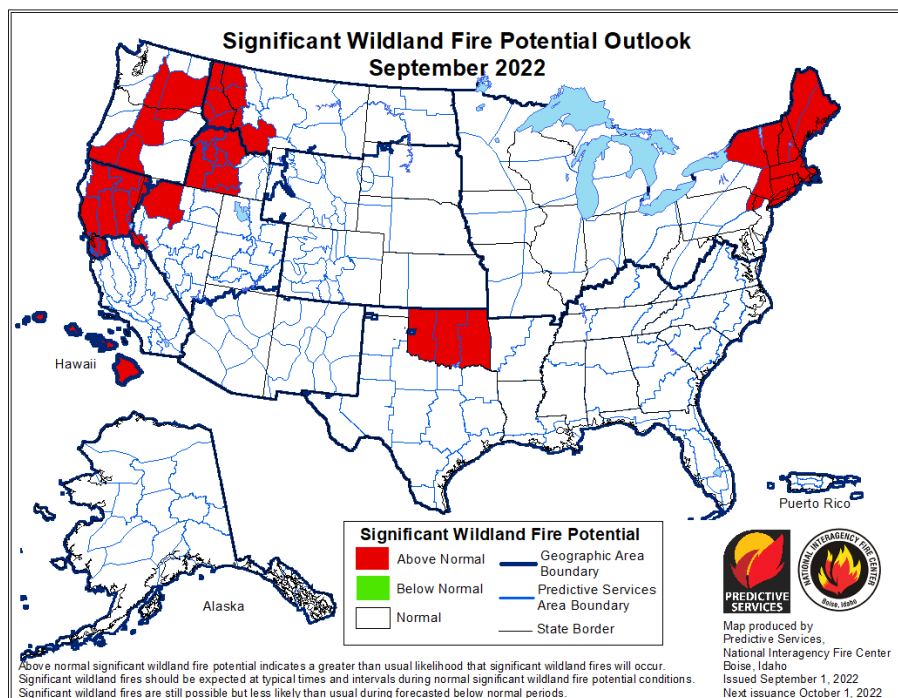 Significant Wildland Fire Potential Outlook
September 2022
Hawaii
Alaska
Puerto Rico
Significant Wildland Fire Potential
Above Normal
Below Normal
Normal
Geographic Area
Boundary
Predictive Services
Area Boundary
State Border
PREDICTIVE
SERVICES
NATIONAL INTERAGENCY FIRE CENTER
Boise, Idaho
Map produced by
Predictive Services,
National Interagency Fire Center
Boise, Idaho
Issued September 1, 2022
Next issuance October 1, 2022
Above normal significant wildland fire potential indicates a greater than usual likelihood that significant wildland fires will occur.
Significant wildland fires should be expected at typical times and intervals during normal significant wildland fire potential conditions.
Significant wildland fires are still possible but less likely than usual during forecasted below normal periods.